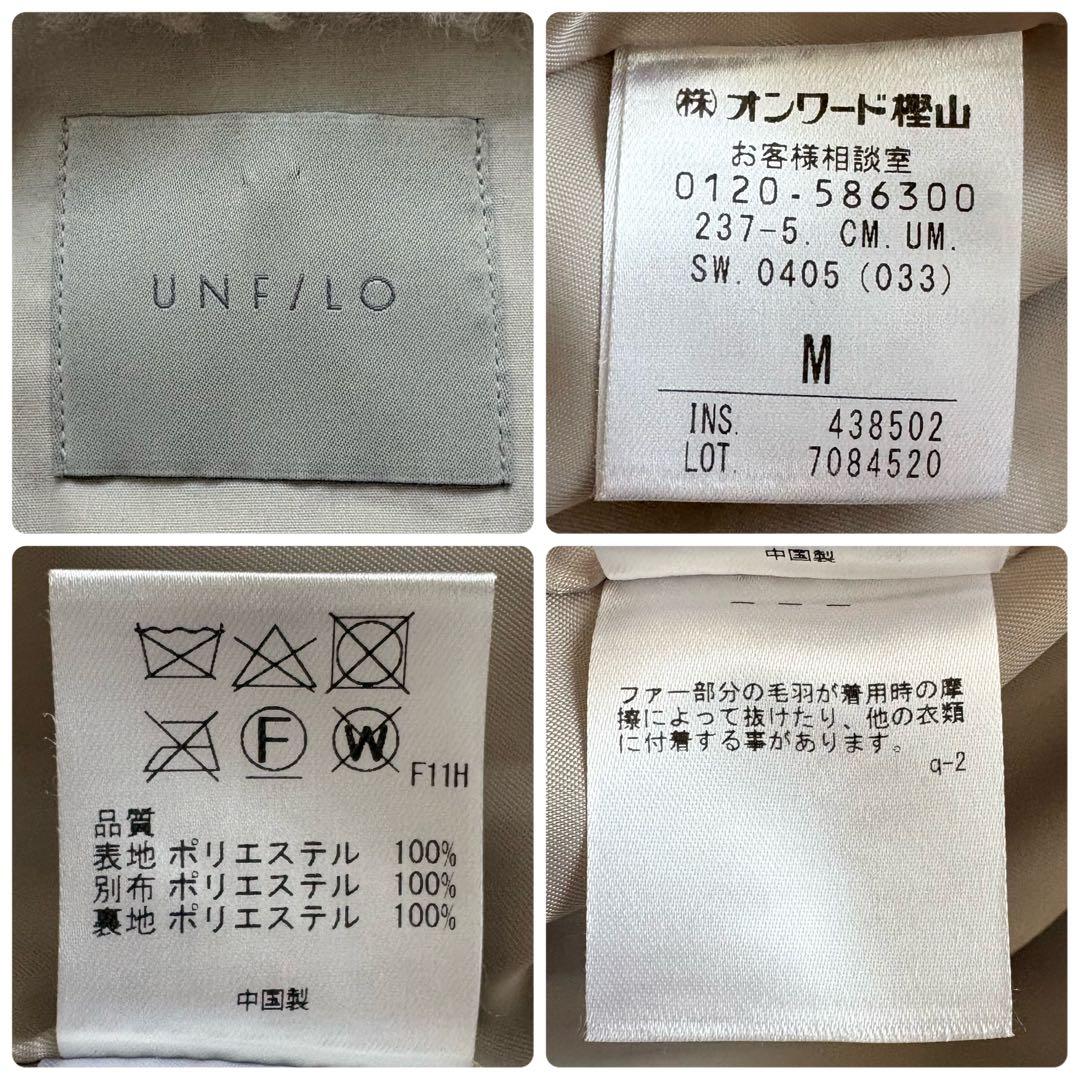 UNF/LO
(株)オンワード樫山
お客様相談室
0120-586300
237-5. CM. UM.
SW. 0405 (033)
M
INS. 438502
LOT. 7084520
F
W
F11H
品質
表地 ポリエステル 100%
別布 ポリエステル 100%
裏地 ポリエステル 100%
中国製
中国製
ファー部分の毛羽が着用時の摩
擦によって抜けたり、他の衣類
に付着する事があります。
q-2